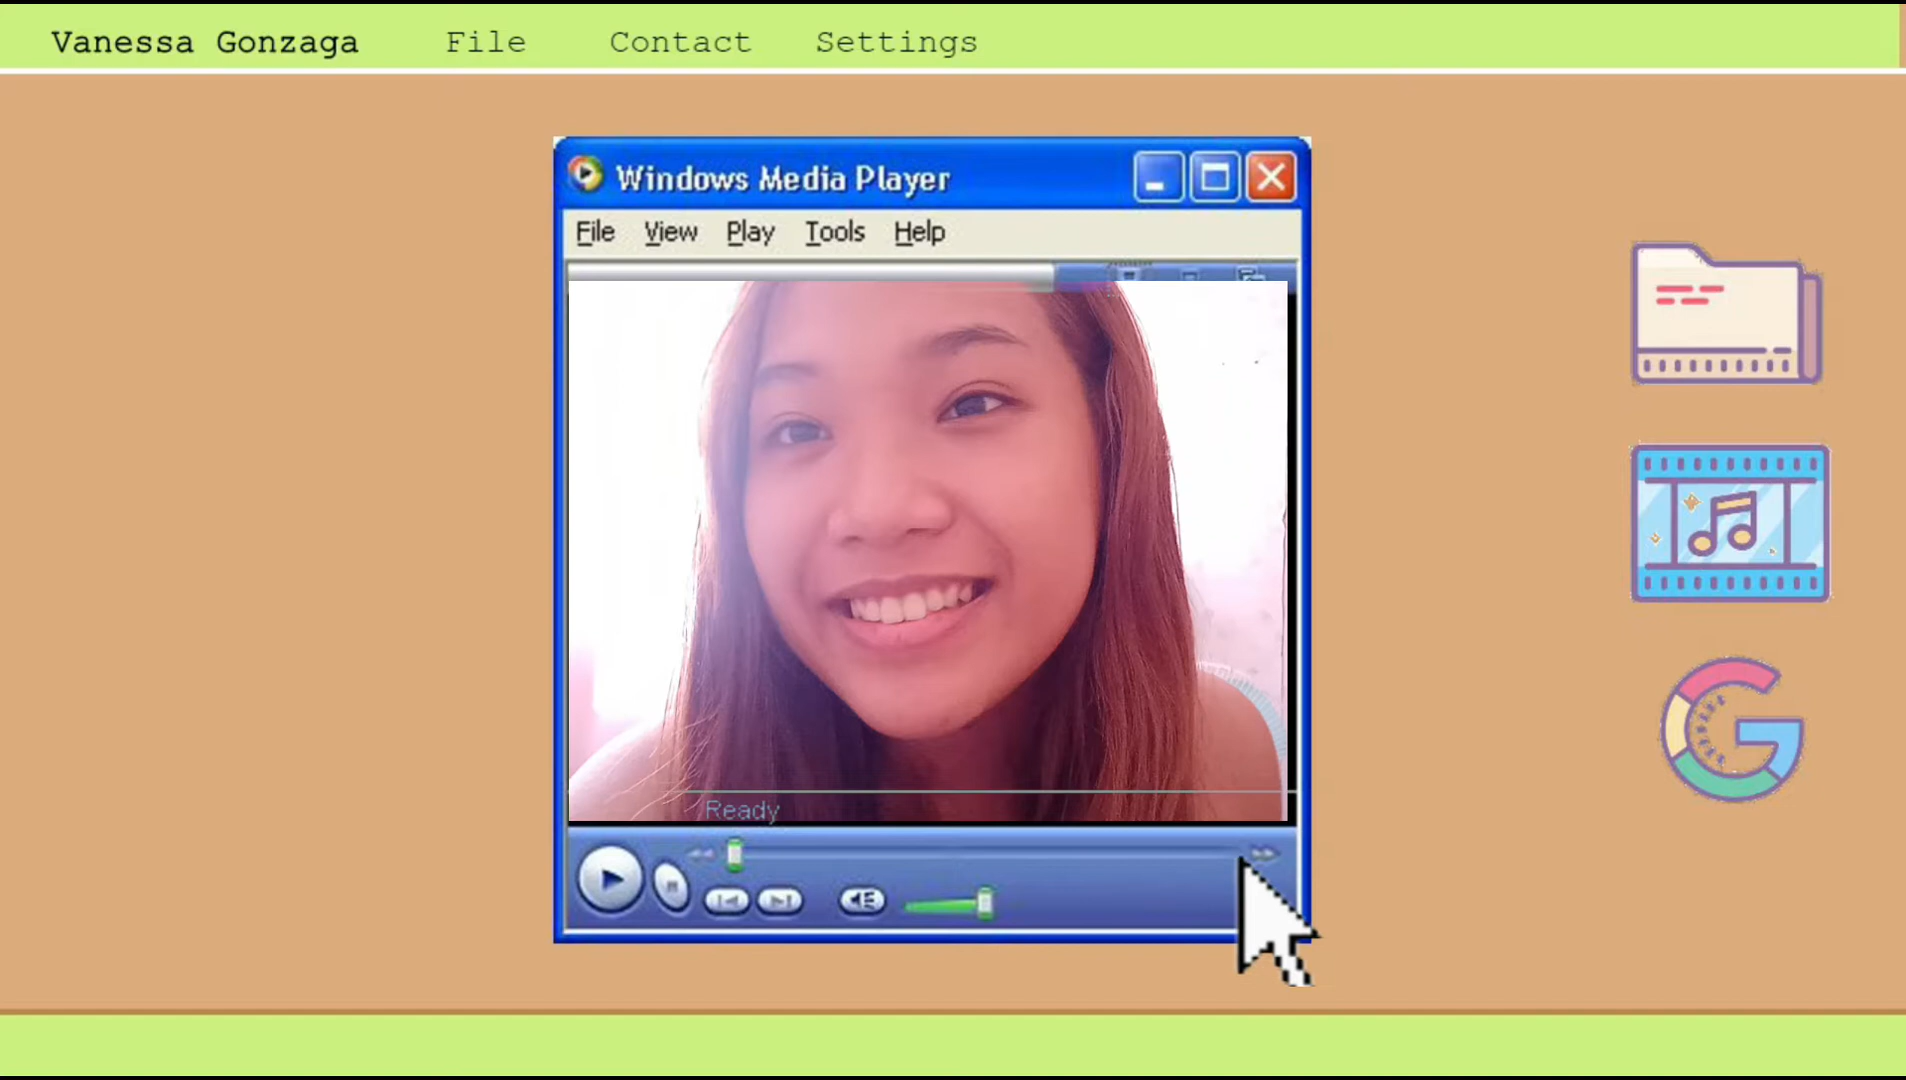 Vanessa Gonzaga File Contact Settings
Windows Media Player
File View Play Tools Help
Ready